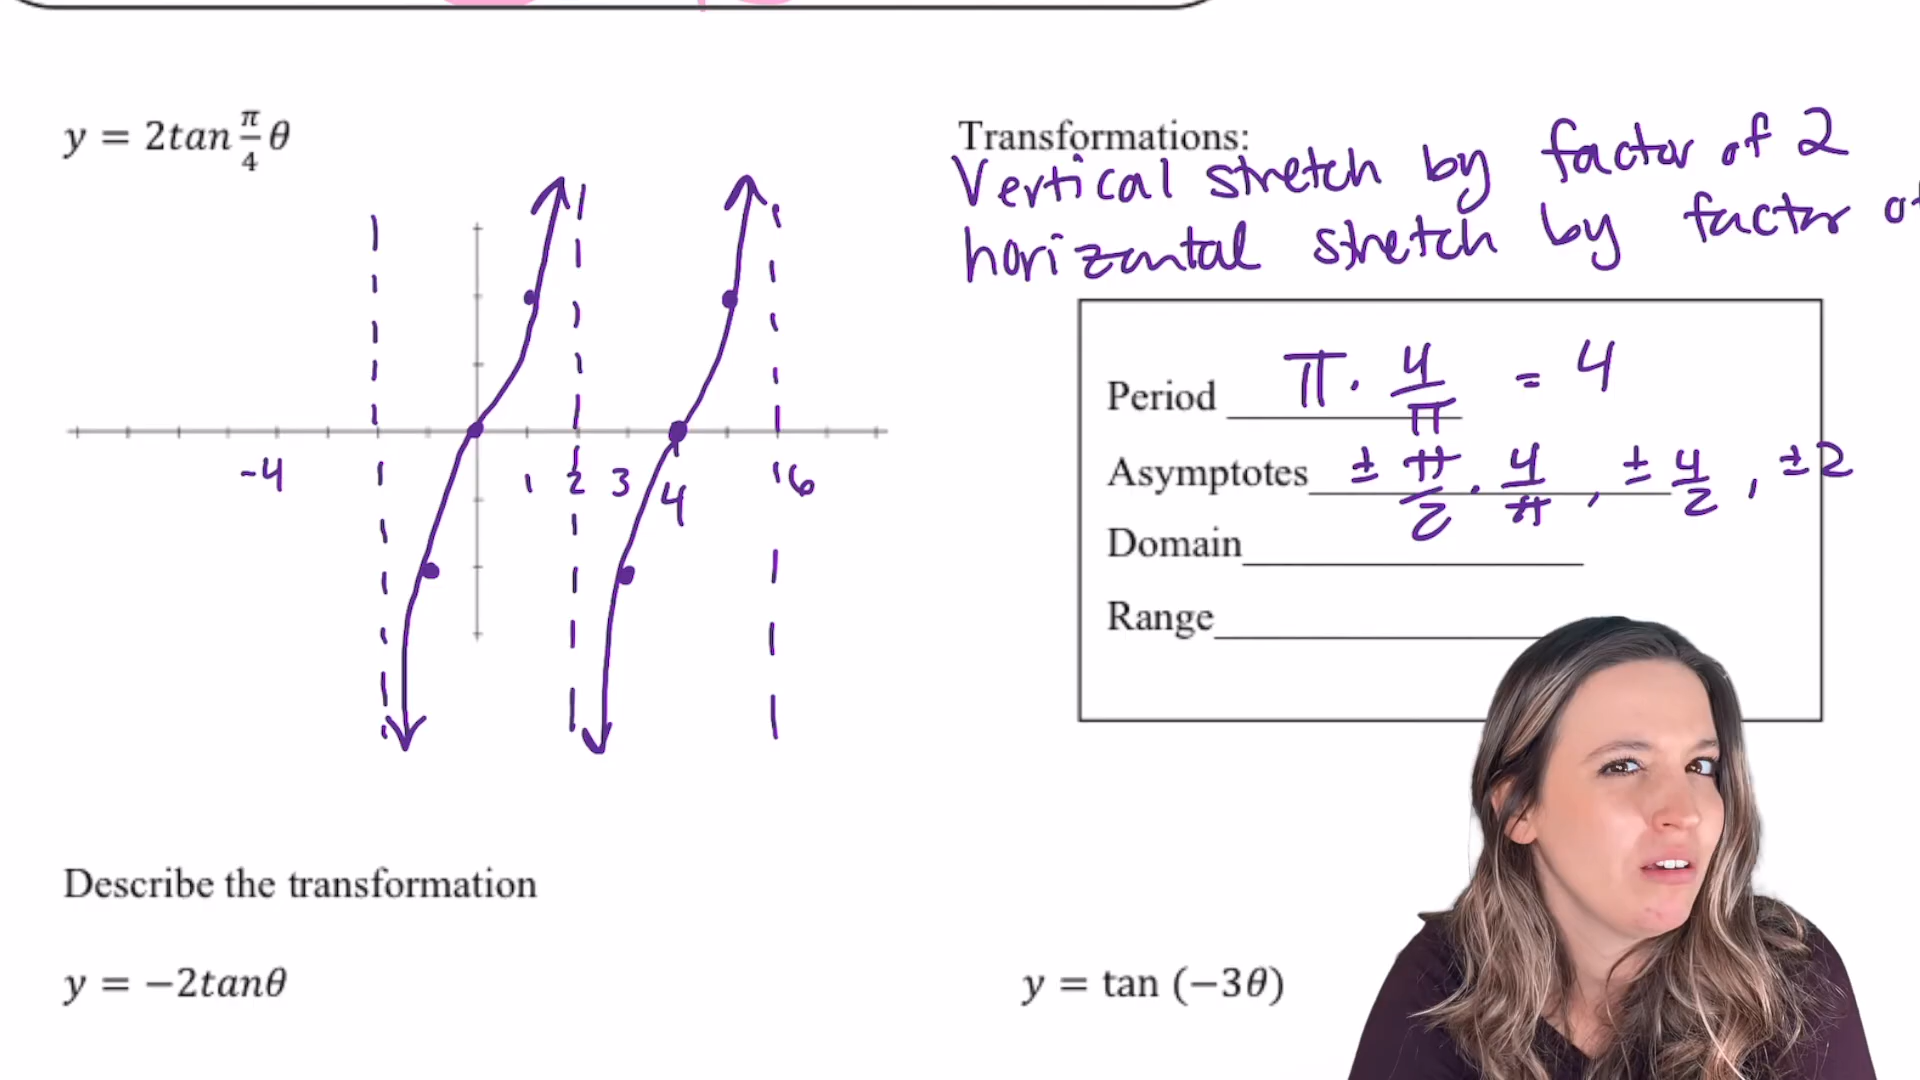 y = 2tan π/4 θ
Transformations:
Vertical stretch by factor of 2
horizontal stretch by factor of
Period π · 4/π = 4
Asymptotes ± π/2 · 4/π , ± 4/2 , ±2
Domain
Range
-4 1 2 3 4 6
Describe the transformation
y = −2tanθ
y = tan (−3θ)